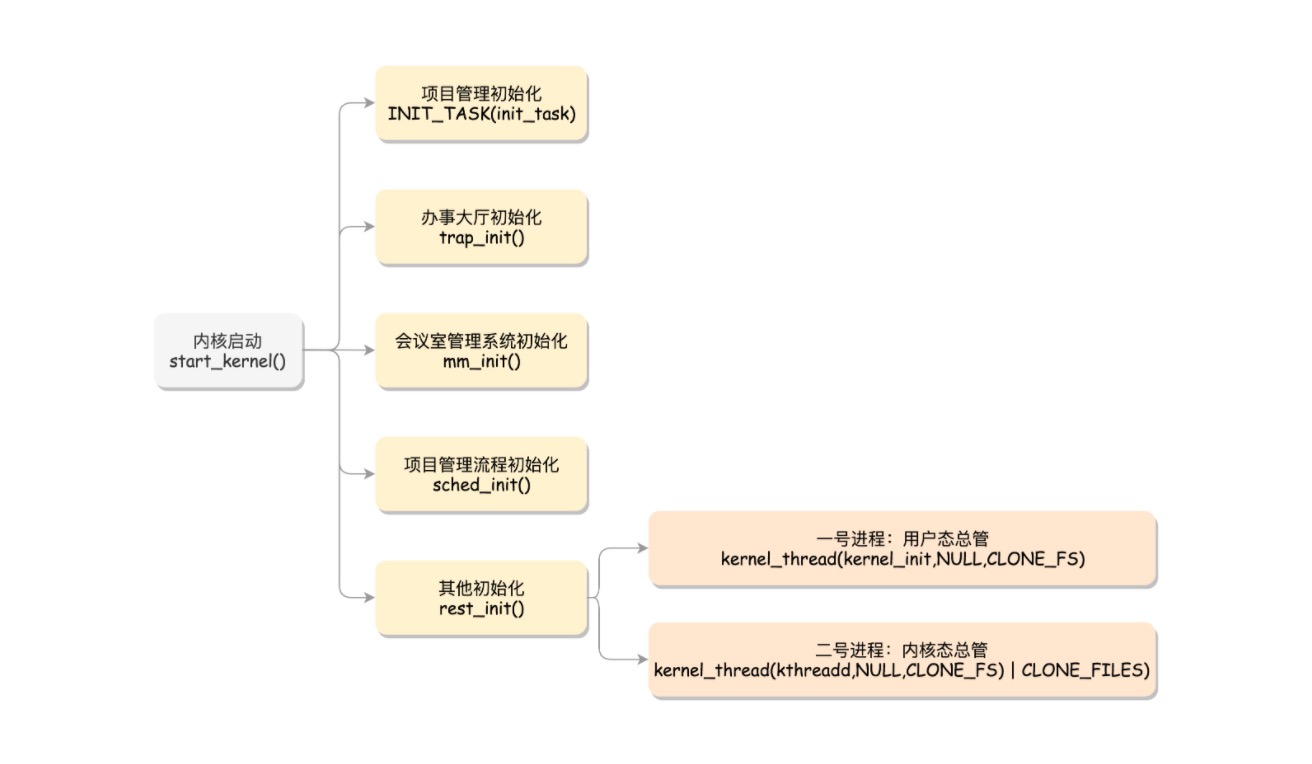 项目管理初始化
INIT_TASK(init_task)
办事大厅初始化
trap_init()
内核启动
start_kernel()
会议室管理系统初始化
mm_init()
项目管理流程初始化
sched_init()
其他初始化
rest_init()
一号进程：用户态总管
kernel_thread(kernel_init,NULL,CLONE_FS)
二号进程：内核态总管
kernel_thread(kthreadd,NULL,CLONE_FS) | CLONE_FILES)